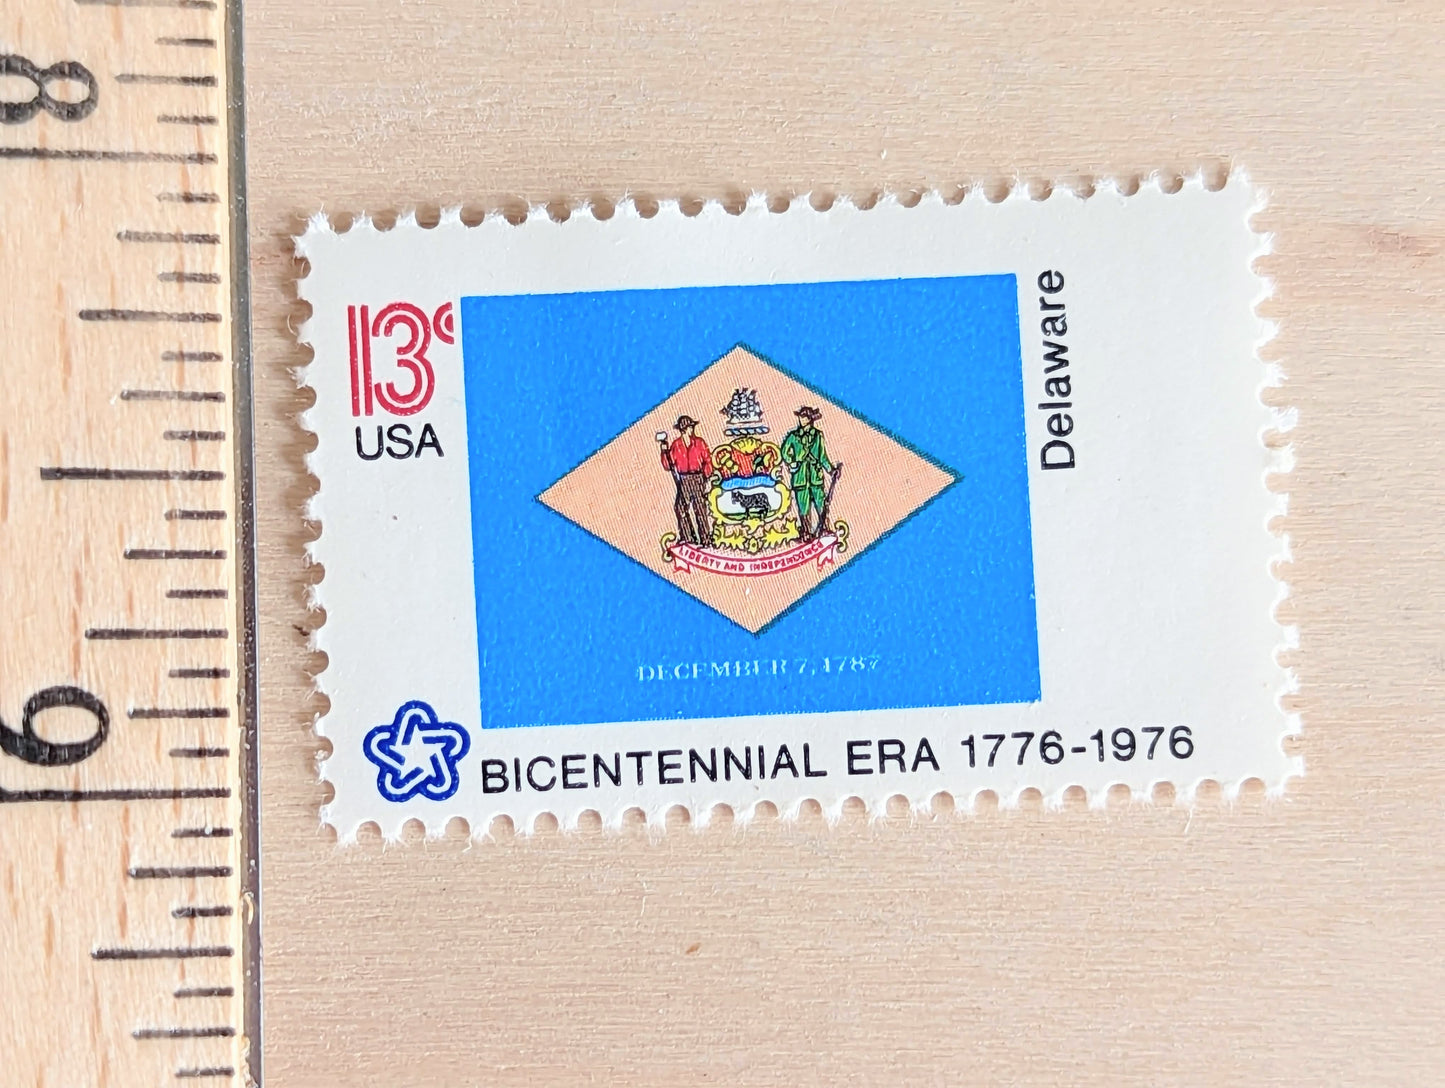 8
9
13¢
USA
Delaware
LIBERTY AND INDEPENDENCE
DECEMBER 7, 1787
BICENTENNIAL ERA 1776-1976